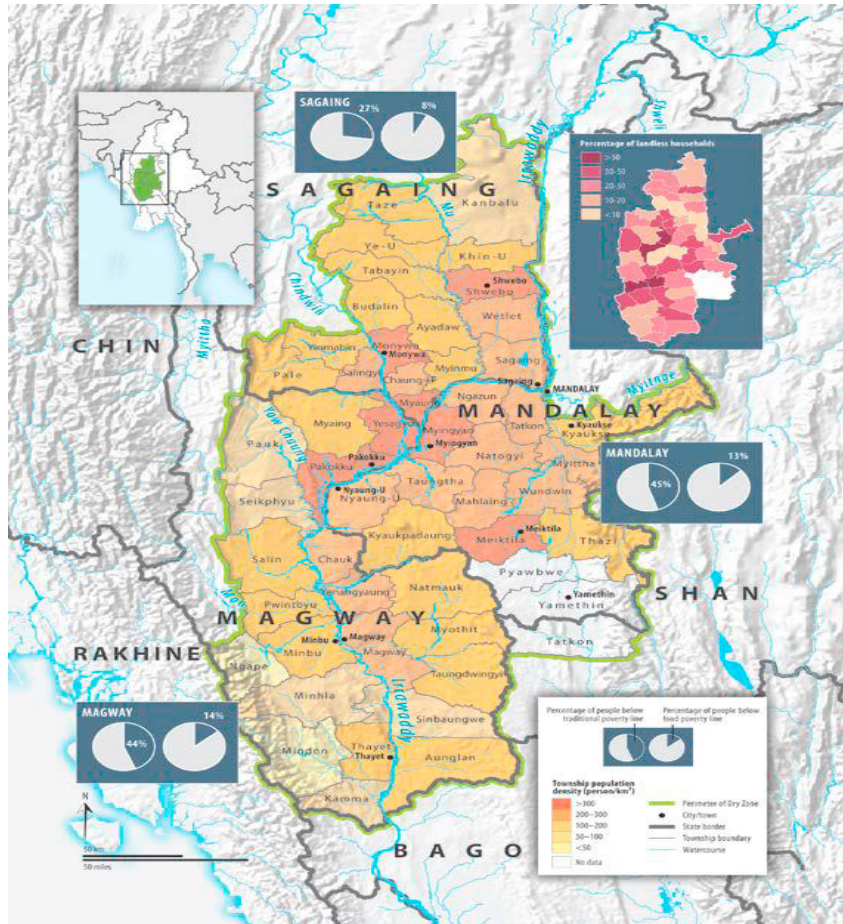 SAGAING
27%
8%
Shweli
Irrawaddy
Percentage of landless households
>50
30-50
20-30
10-20
<10
SAGAING
Kanbalu
Taze
Mu
Ye-U
Khin-U
Tabayin
Chindwin
Shwebo
Shwebo
Budalin
Wetlet
Ayadaw
CHIN
Myittha
Yinmabin
Monywa
Monywa
Pale
Salingyi
Chaung-U
Myinmu
Sagaing
Sagaing
MANDALAY
Myitnge
Myaung
Ngazun
MANDALAY
Myaing
Yesagyo
Myingyan
Tatkon
Kyaukse
Kyaukse
Yaw Chaung
Pauk
Myingyan
Natogyi
Myittha
Pakokku
Pakokku
MANDALAY
45%
13%
Seikphyu
Nyaung-U
Nyaung-U
Taungtha
Mahlaing
Wundwin
Kyaukpadaung
Meiktila
Meiktila
Thazi
Salin
Chauk
Pyawbwe
Natmauk
Yamethin
Yamethin
SHAN
Yenangyaung
Pwintbyu
MAGWAY
Myothit
Tatkon
Minbu
Magway
RAKHINE
Ngape
Minbu
Magway
Taungdwingyi
Minhla
Irrawaddy
Sinbaungwe
MAGWAY
44%
14%
Mindon
Thayet
Thayet
Aunglan
Kamma
BAGO
N
50 km
50 miles
Percentage of people below
traditional poverty line
Percentage of people below
food poverty line
Township population
density (person/km²)
>300
200-300
100-200
50-100
<50
No data
Perimeter of Dry Zone
City/town
State border
Township boundary
Watercourse